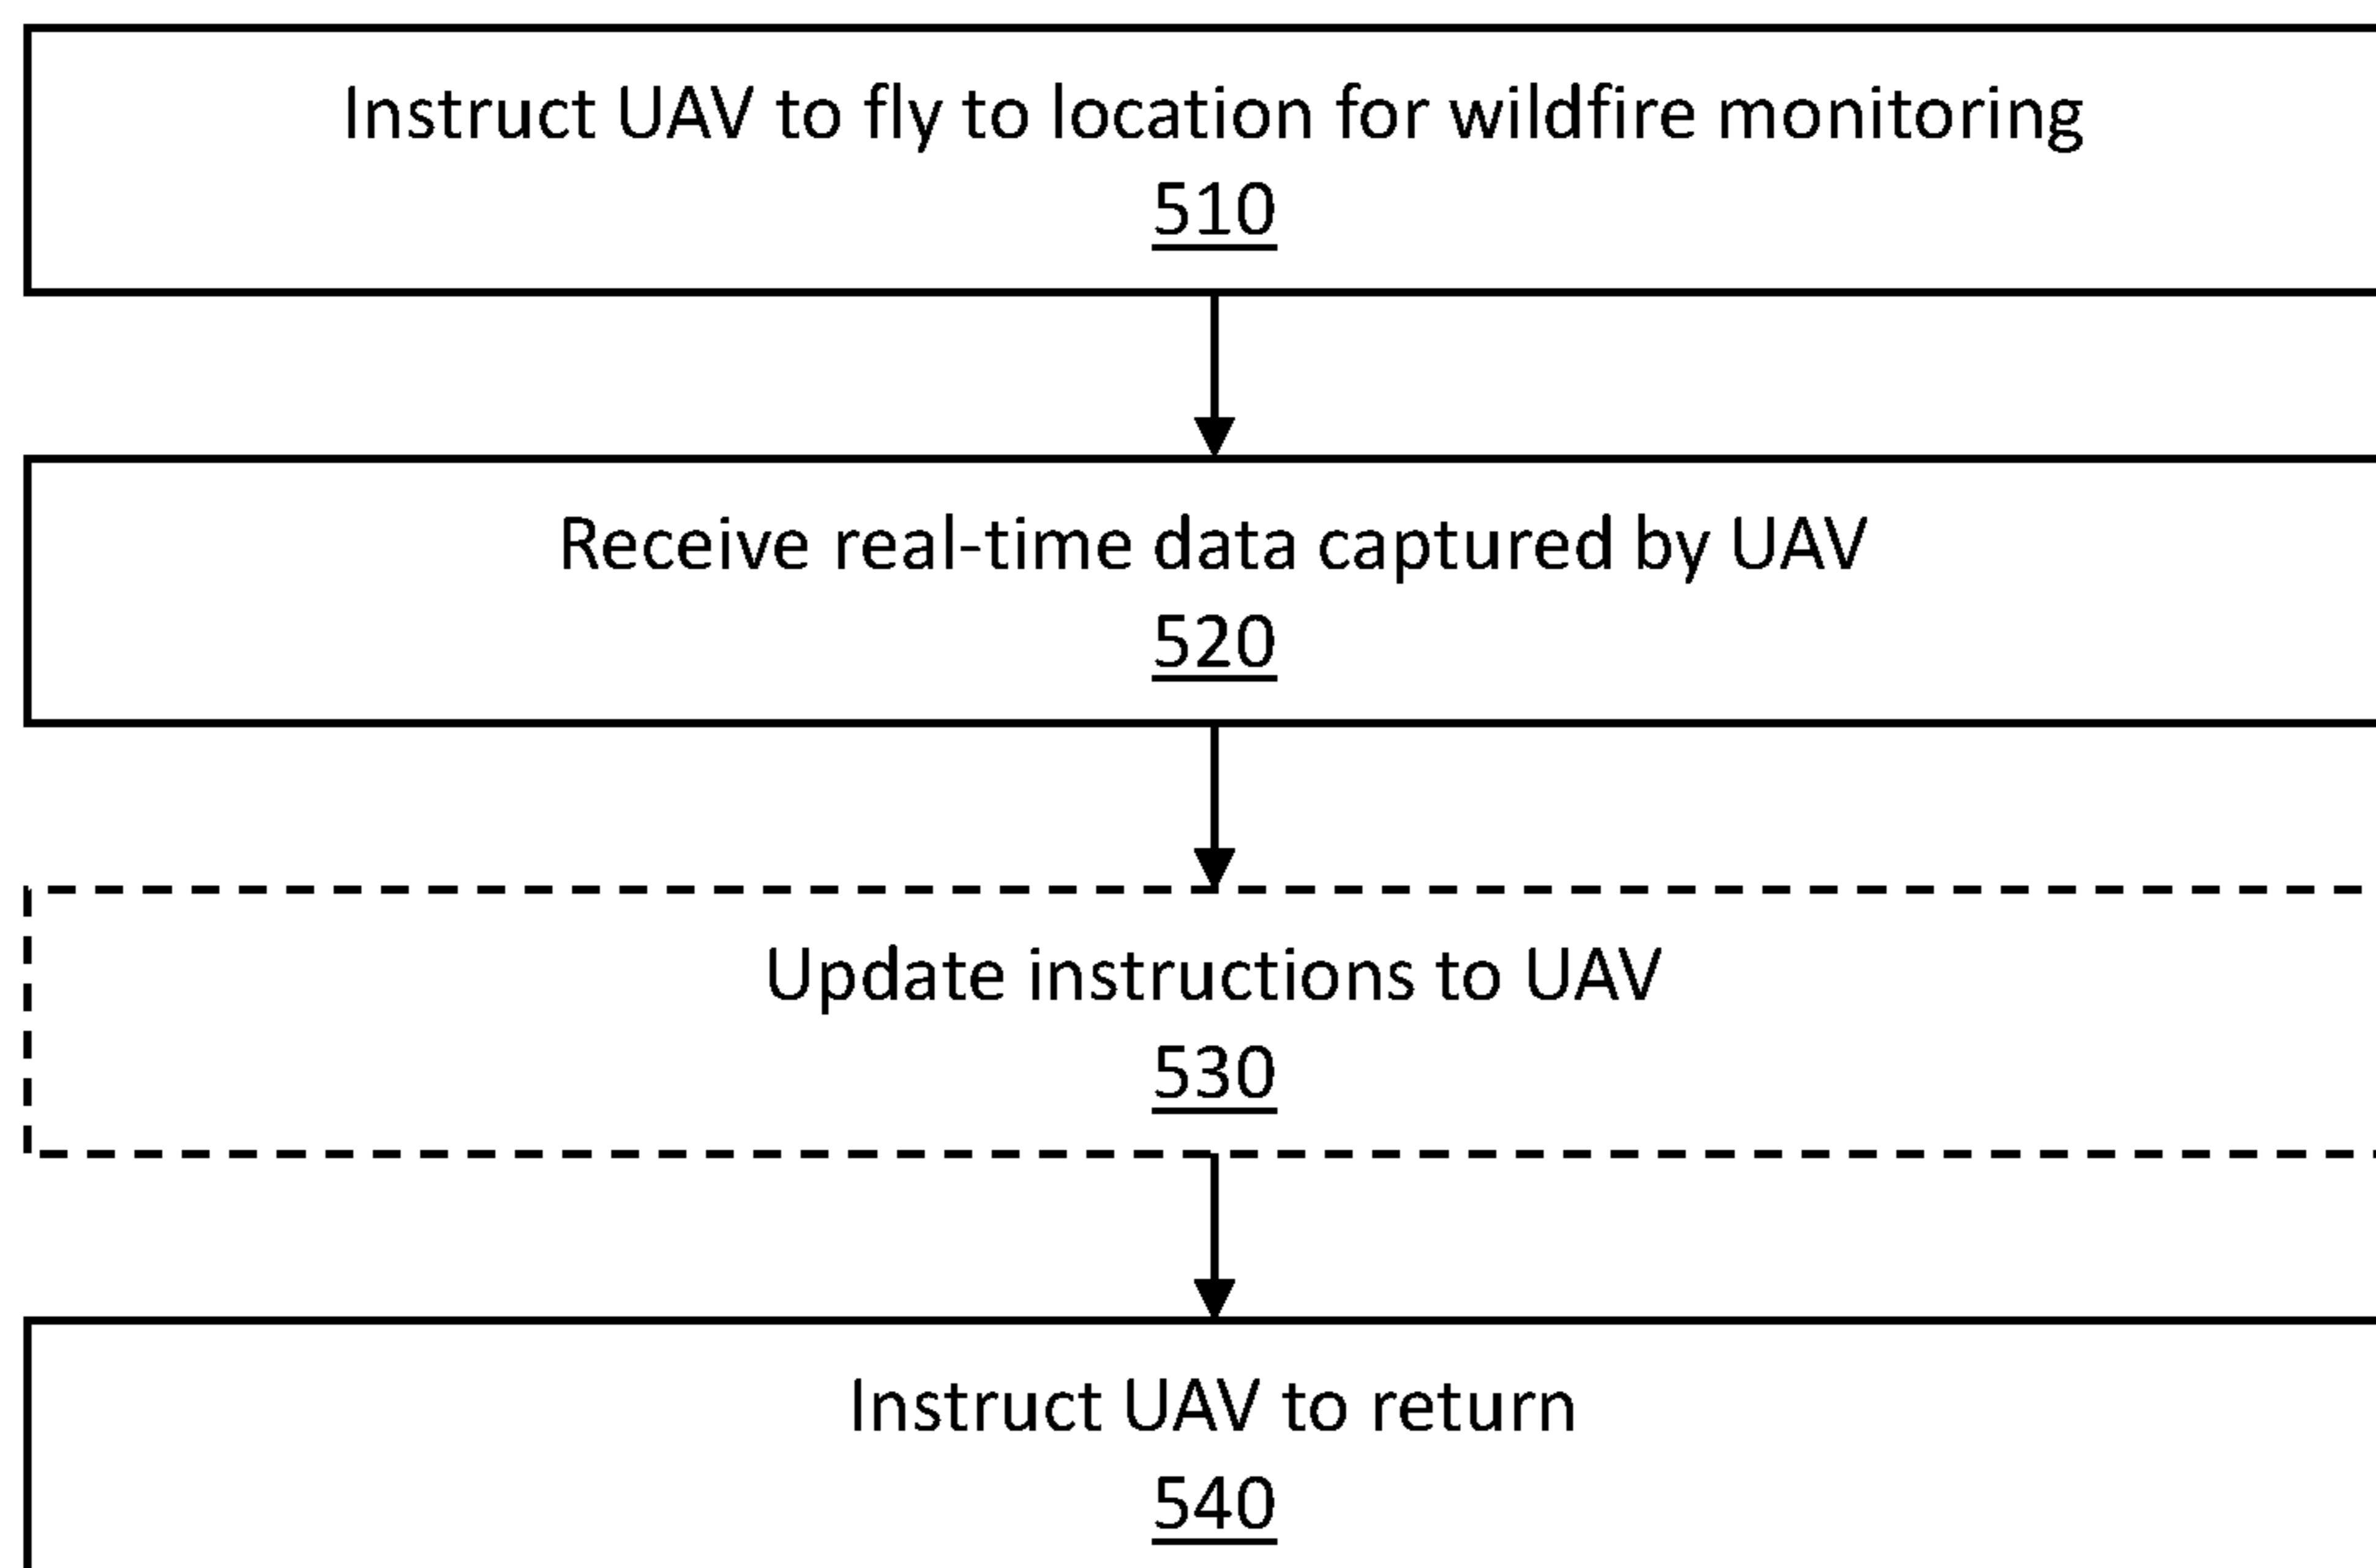 Instruct UAV to fly to location for wildfire monitoring
510
Receive real-time data captured by UAV
520
Update instructions to UAV
530
Instruct UAV to return
540